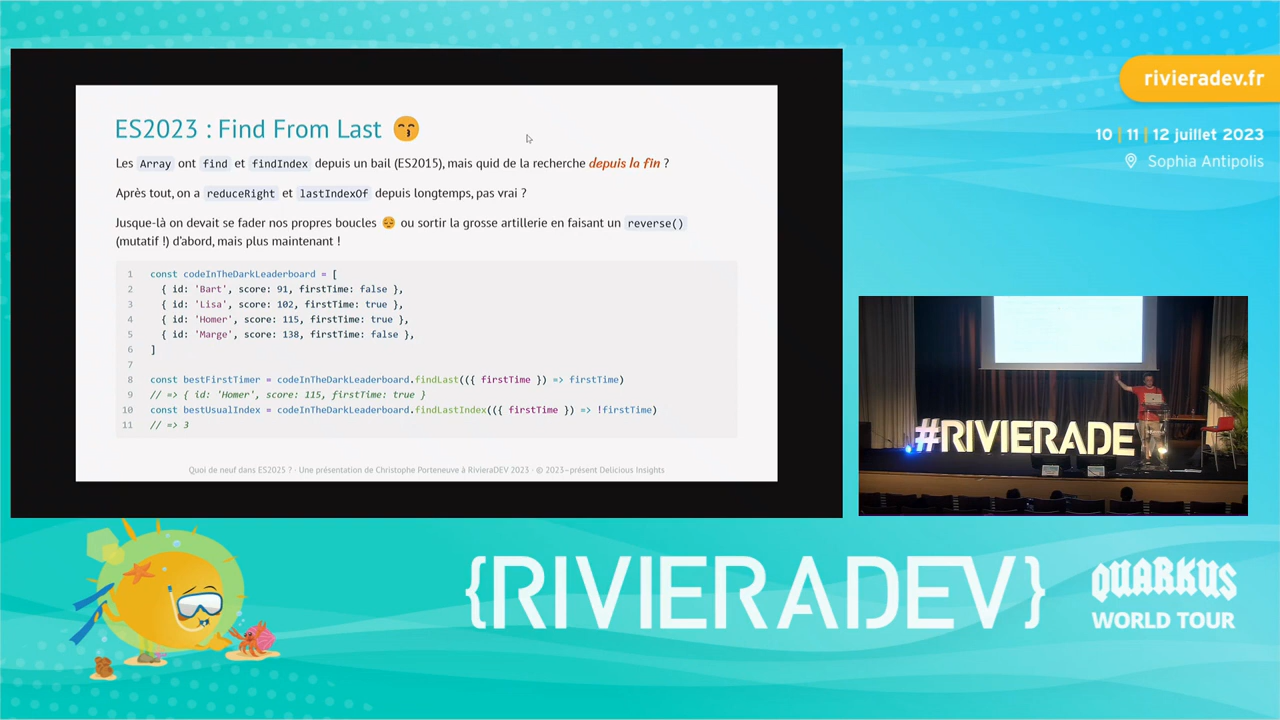 ES2023 : Find From Last 😙
Les Array ont find et findIndex depuis un bail (ES2015), mais quid de la recherche depuis la fin ?
Après tout, on a reduceRight et lastIndexOf depuis longtemps, pas vrai ?
Jusque-là on devait se fader nos propres boucles 😔 ou sortir la grosse artillerie en faisant un reverse()
(mutatif !) d'abord, mais plus maintenant !
1 const codeInTheDarkLeaderboard = [
2 { id: 'Bart', score: 91, firstTime: false },
3 { id: 'Lisa', score: 102, firstTime: true },
4 { id: 'Homer', score: 115, firstTime: true },
5 { id: 'Marge', score: 138, firstTime: false },
6 ]
7
8 const bestFirstTimer = codeInTheDarkLeaderboard.findLast(({ firstTime }) => firstTime)
9 // => { id: 'Homer', score: 115, firstTime: true }
10 const bestUsualIndex = codeInTheDarkLeaderboard.findLastIndex(({ firstTime }) => !firstTime)
11 // => 3
Quoi de neuf dans ES2025 ? · Une présentation de Christophe Porteneuve à RivieraDEV 2023 · © 2023–présent Delicious Insights
rivieradev.fr
10 | 11 | 12 juillet 2023
Sophia Antipolis
#RIVIERADE
{RIVIERADEV}
QUARKUS
WORLD TOUR